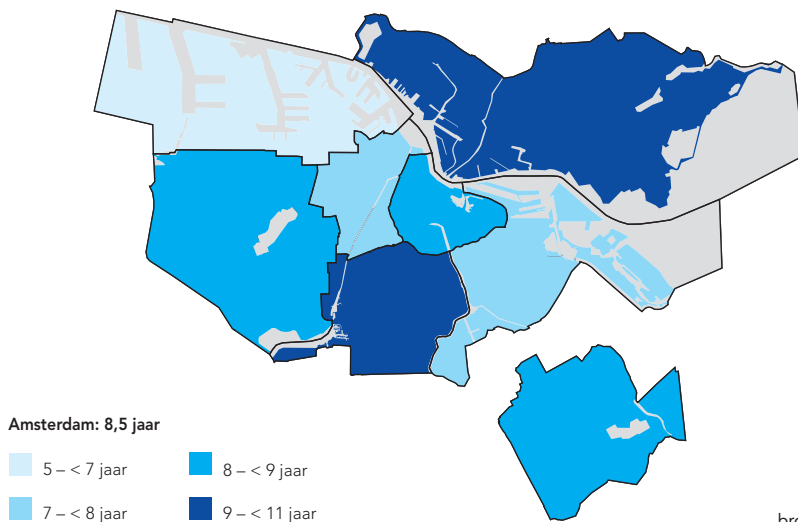 Amsterdam: 8,5 jaar
5 – < 7 jaar
8 – < 9 jaar
7 – < 8 jaar
9 – < 11 jaar